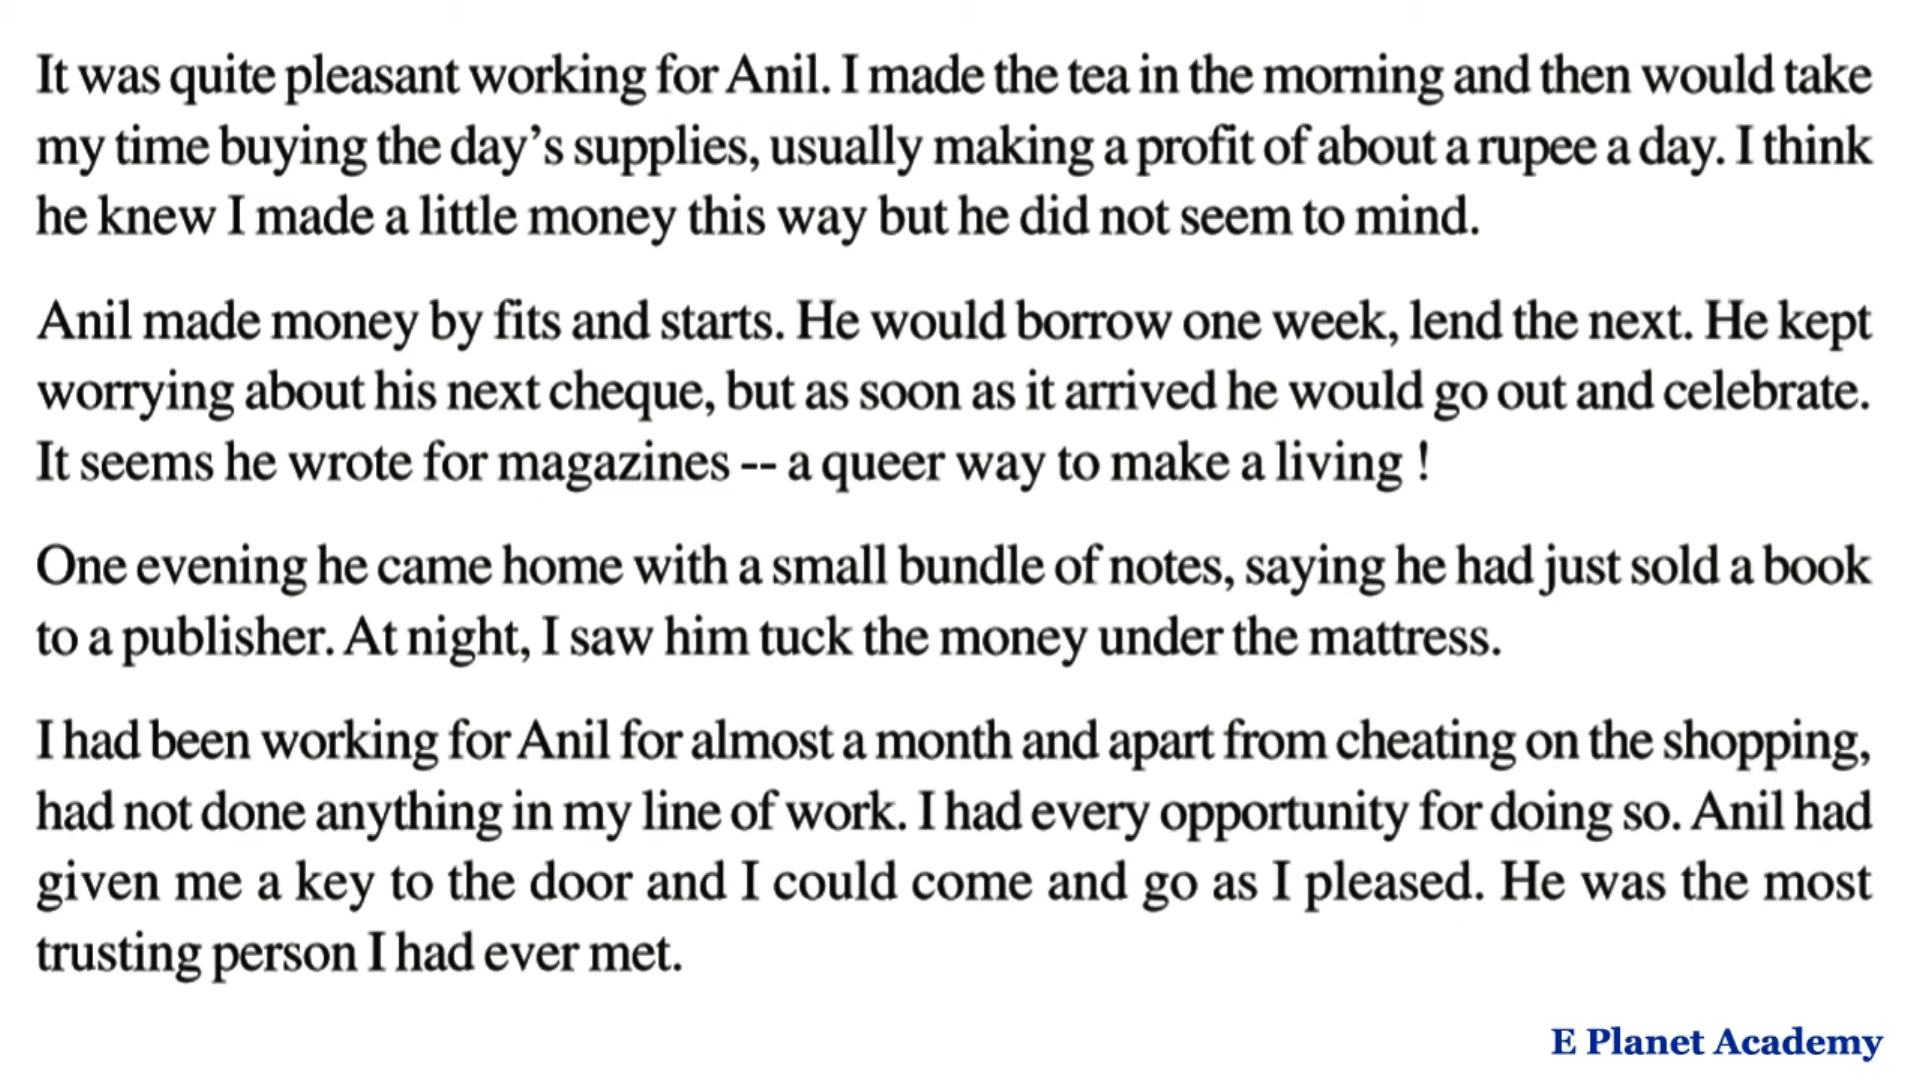 It was quite pleasant working for Anil. I made the tea in the morning and then would take
my time buying the day’s supplies, usually making a profit of about a rupee a day. I think
he knew I made a little money this way but he did not seem to mind.
Anil made money by fits and starts. He would borrow one week, lend the next. He kept
worrying about his next cheque, but as soon as it arrived he would go out and celebrate.
It seems he wrote for magazines -- a queer way to make a living !
One evening he came home with a small bundle of notes, saying he had just sold a book
to a publisher. At night, I saw him tuck the money under the mattress.
I had been working for Anil for almost a month and apart from cheating on the shopping,
had not done anything in my line of work. I had every opportunity for doing so. Anil had
given me a key to the door and I could come and go as I pleased. He was the most
trusting person I had ever met.
E Planet Academy